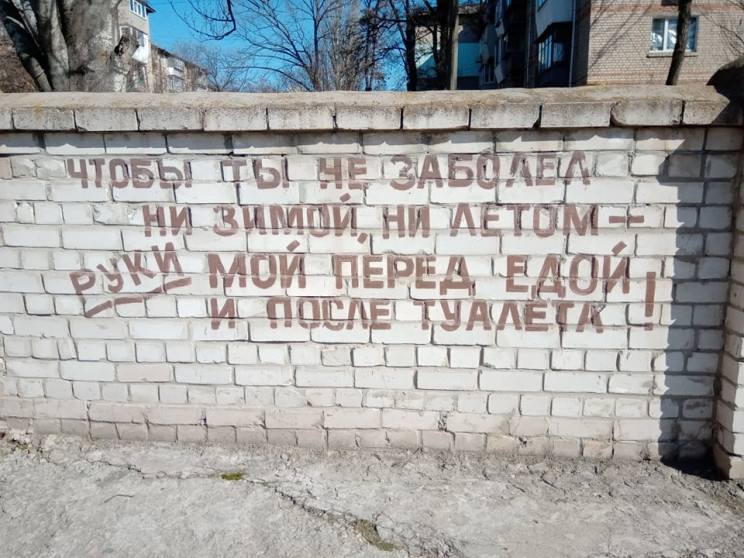 ЧТОБЫ ТЫ НЕ ЗАБОЛЕЛ
НИ ЗИМОЙ, НИ ЛЕТОМ –
РУКИ МОЙ ПЕРЕД ЕДОЙ
И ПОСЛЕ ТУАЛЕТА !